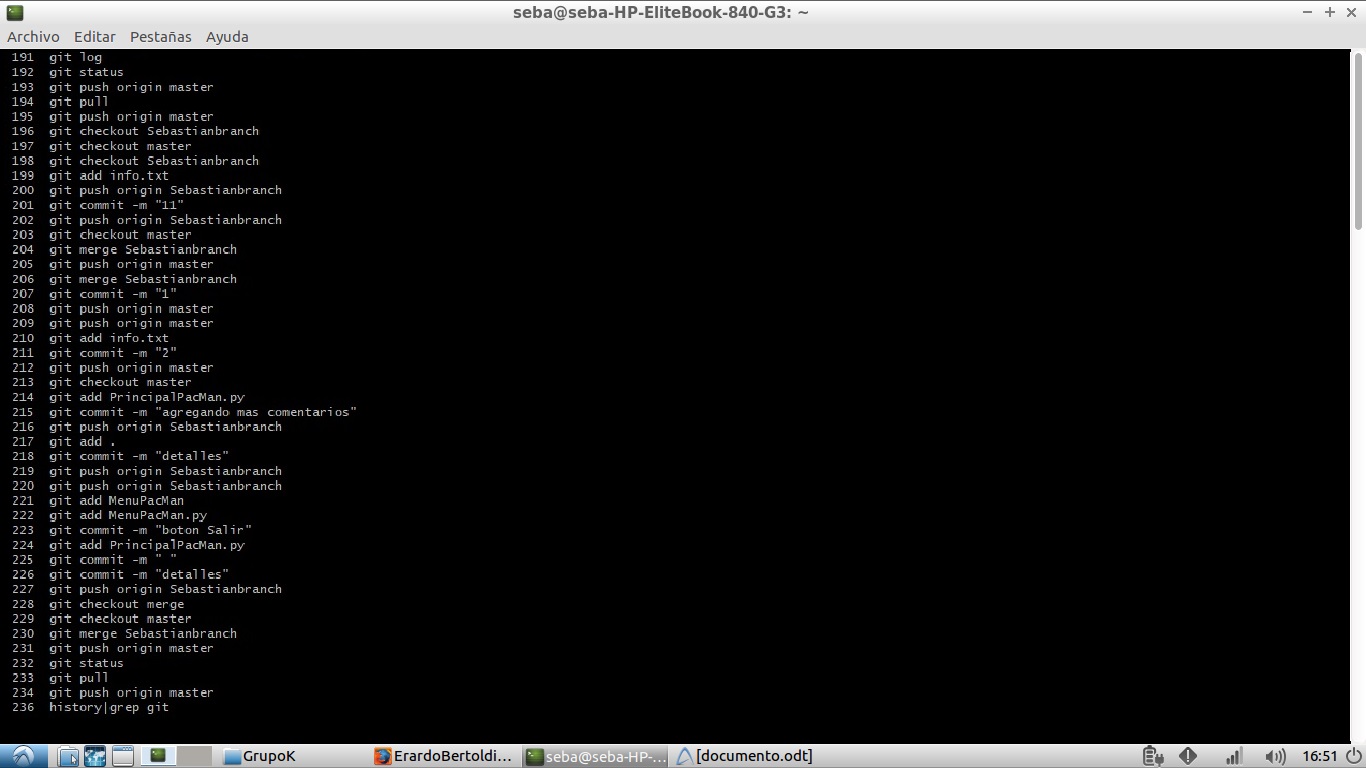 seba@seba-HP-EliteBook-840-G3: ~
Archivo Editar Pestañas Ayuda
191 git log
192 git status
193 git push origin master
194 git pull
195 git push origin master
196 git checkout Sebastianbranch
197 git checkout master
198 git checkout Sebastianbranch
199 git add info.txt
200 git push origin Sebastianbranch
201 git commit -m "11"
202 git push origin Sebastianbranch
203 git checkout master
204 git merge Sebastianbranch
205 git push origin master
206 git merge Sebastianbranch
207 git commit -m "1"
208 git push origin master
209 git push origin master
210 git add info.txt
211 git commit -m "2"
212 git push origin master
213 git checkout master
214 git add PrincipalPacMan.py
215 git commit -m "agregando mas comentarios"
216 git push origin Sebastianbranch
217 git add .
218 git commit -m "detalles"
219 git push origin Sebastianbranch
220 git push origin Sebastianbranch
221 git add MenuPacMan
222 git add MenuPacMan.py
223 git commit -m "boton Salir"
224 git add PrincipalPacMan.py
225 git commit -m " "
226 git commit -m "detalles"
227 git push origin Sebastianbranch
228 git checkout merge
229 git checkout master
230 git merge Sebastianbranch
231 git push origin master
232 git status
233 git pull
234 git push origin master
236 history|grep git
GrupoK ErardoBertoldi... seba@seba-HP-... [documento.odt] 16:51